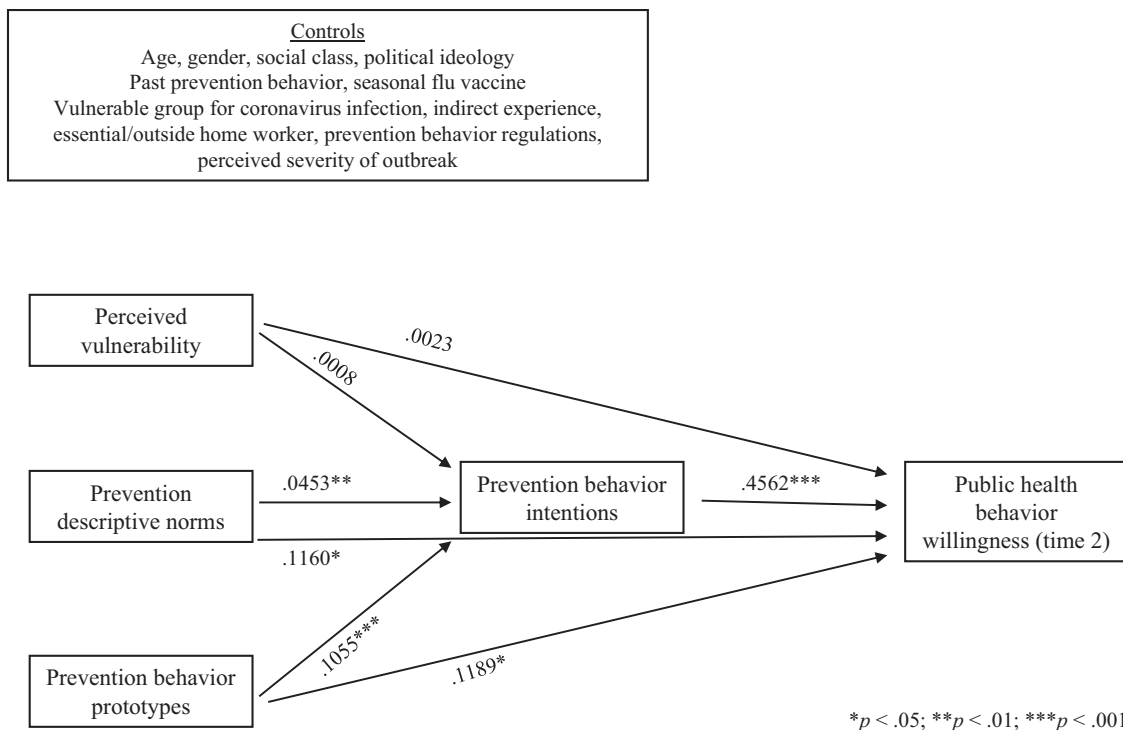 Controls
Age, gender, social class, political ideology
Past prevention behavior, seasonal flu vaccine
Vulnerable group for coronavirus infection, indirect experience,
essential/outside home worker, prevention behavior regulations,
perceived severity of outbreak
Perceived
vulnerability
.0023
.0008
Prevention
descriptive norms
.0453**
.1160*
Prevention behavior
intentions
.4562***
Public health
behavior
willingness (time 2)
Prevention behavior
prototypes
.1055***
.1189*
*p < .05; **p < .01; ***p < .001